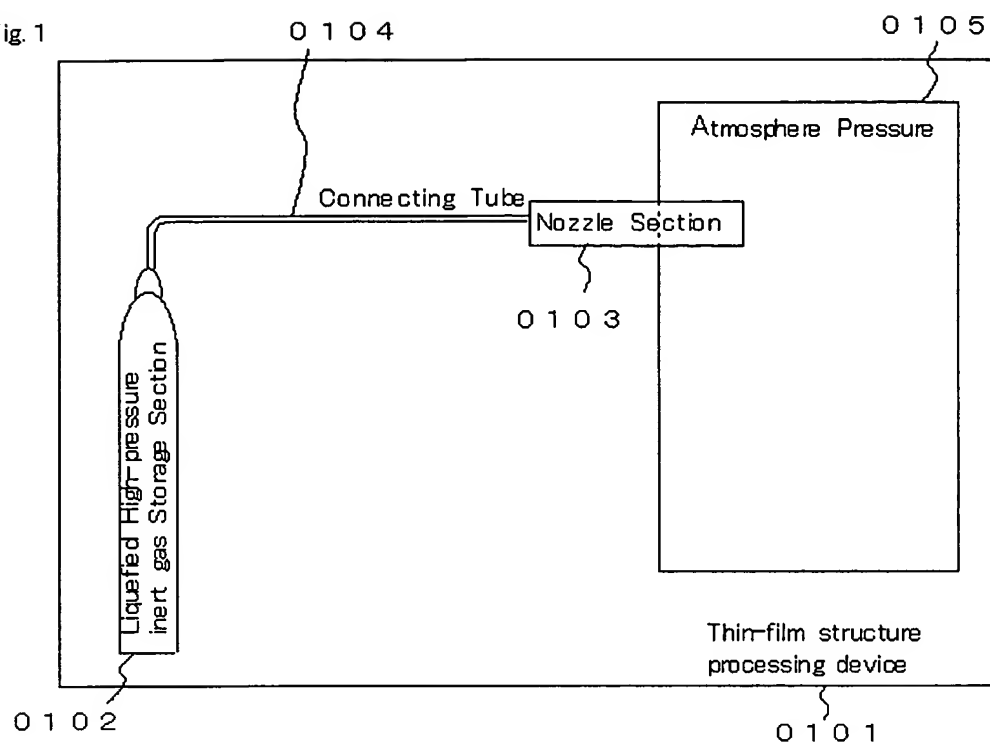 ig. 1
0104
0105
Atmosphere Pressure
Connecting Tube
Nozzle Section
0103
Liquefied High-pressure
inert gas Storage Section
Thin-film structure
processing device
0102
0101